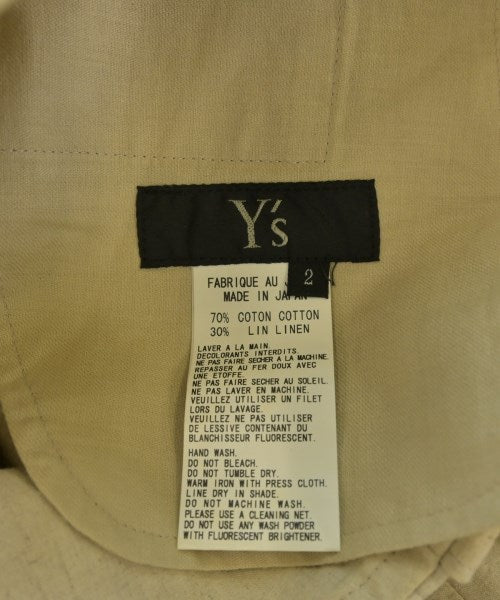 Y's
2
FABRIQUE AU
MADE IN JAPAN
70% COTON COTTON
30% LIN LINEN
LAVER A LA MAIN.
DECOLORANTS INTERDITS
NE PAS FAIRE SECHER A LA MACHINE.
REPASSER AU FER DOUX AVEC
UNE ETOFFE.
NE PAS FAIRE SECHER AU SOLEIL.
NE PAS LAVER EN MACHINE.
VEUILLEZ UTILISER UN FILET
LORS DU LAVAGE.
VEUILLEZ NE PAS UTILISER
DE LESSIVE CONTENANT DU
BLANCHISSEUR FLUORESCENT.
HAND WASH.
DO NOT BLEACH.
DO NOT TUMBLE DRY.
WARM IRON WITH PRESS CLOTH.
LINE DRY IN SHADE.
DO NOT MACHINE WASH.
PLEASE USE A CLEANING NET.
DO NOT USE ANY WASH POWDER
WITH FLUORESCENT BRIGHTENER.